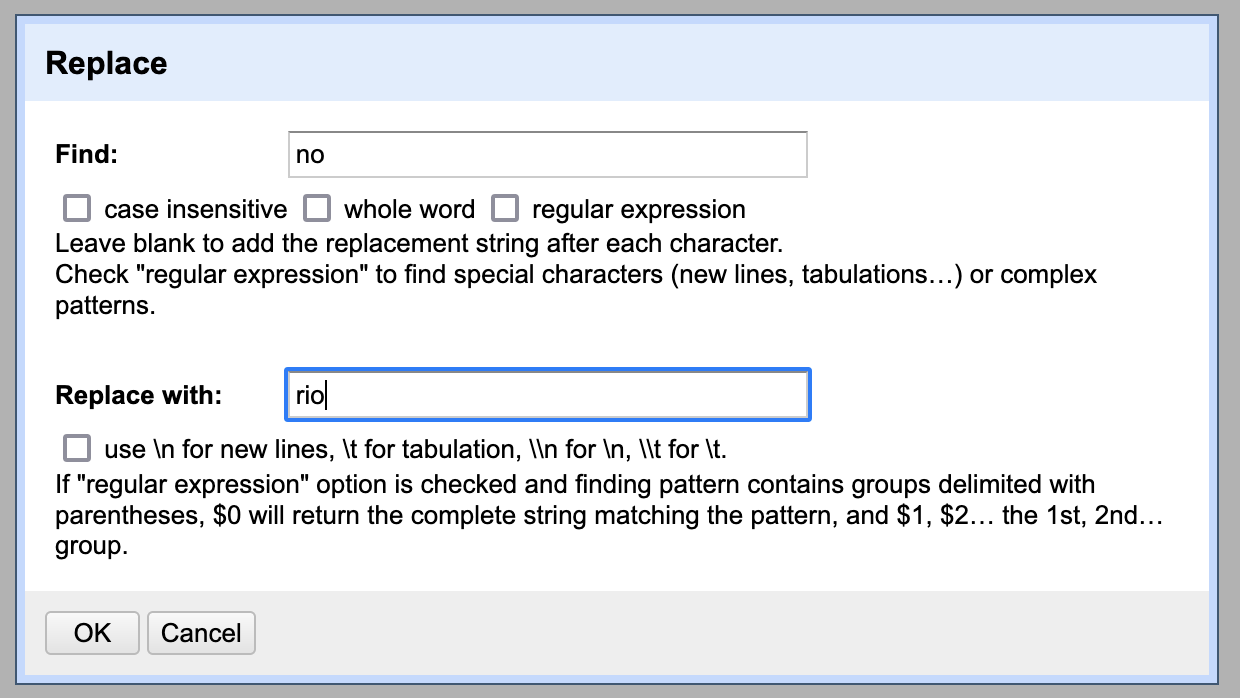 Replace
Find:
no
case insensitive whole word regular expression
Leave blank to add the replacement string after each character.
Check "regular expression" to find special characters (new lines, tabulations…) or complex
patterns.
Replace with:
rio
use \n for new lines, \t for tabulation, \\n for \n, \\t for \t.
If "regular expression" option is checked and finding pattern contains groups delimited with
parentheses, $0 will return the complete string matching the pattern, and $1, $2… the 1st, 2nd…
group.
OK Cancel